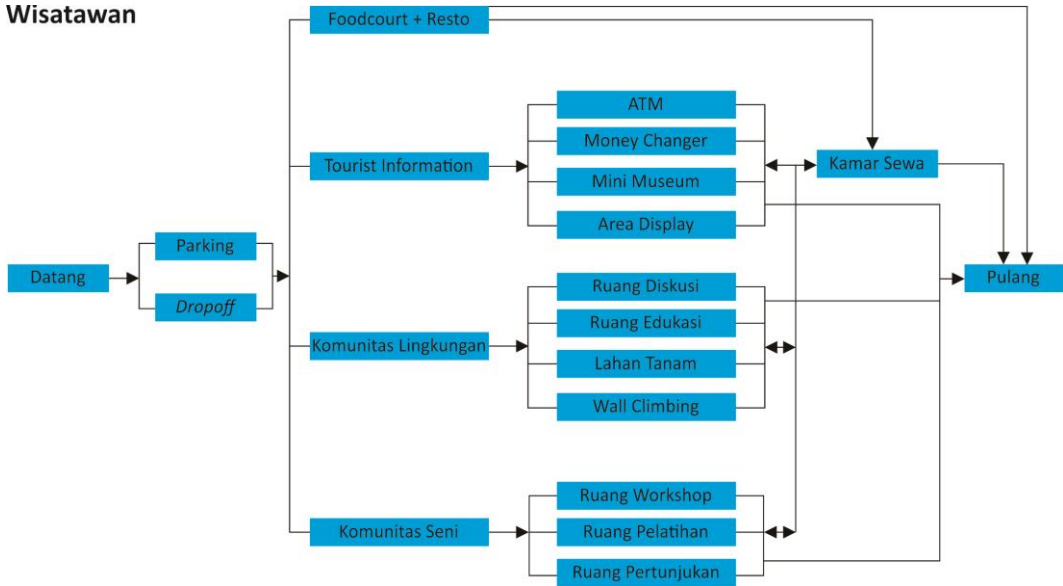 Wisatawan
Foodcourt + Resto
ATM
Money Changer
Tourist Information
Kamar Sewa
Mini Museum
Area Display
Parking
Datang
Pulang
Dropoff
Ruang Diskusi
Ruang Edukasi
Komunitas Lingkungan
Lahan Tanam
Wall Climbing
Ruang Workshop
Komunitas Seni
Ruang Pelatihan
Ruang Pertunjukan